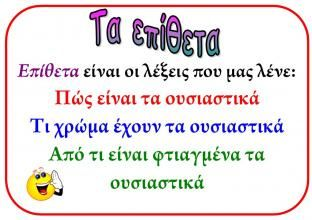 Τα επίθετα
Επίθετα είναι οι λέξεις που μας λένε:
Πώς είναι τα ουσιαστικά
Τι χρώμα έχουν τα ουσιαστικά
Από τι είναι φτιαγμένα τα
ουσιαστικά